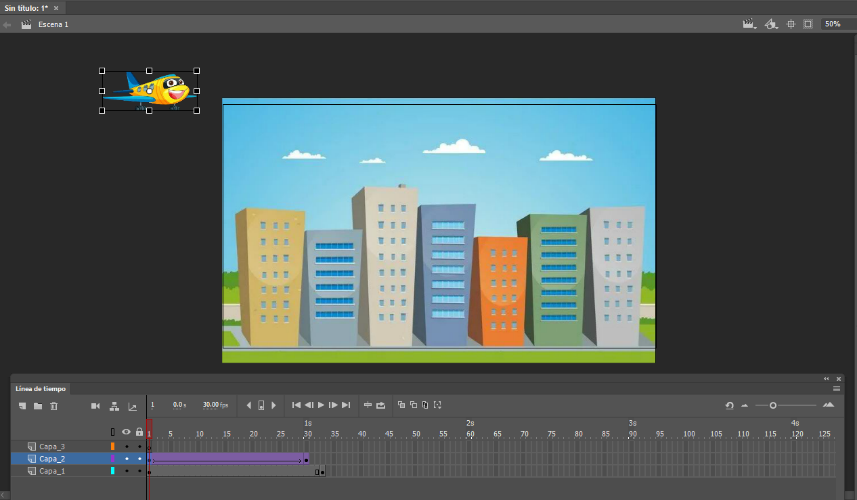 Sin título: 1* ×
Escena 1
50%
Línea de tiempo
1 0.0 s 30.00 fps
1s 2s 3s 4s
1 5 10 15 20 25 30 35 40 45 50 55 60 65 70 75 80 85 90 95 100 105 110 115 120 125
Capa_3
Capa_2
Capa_1